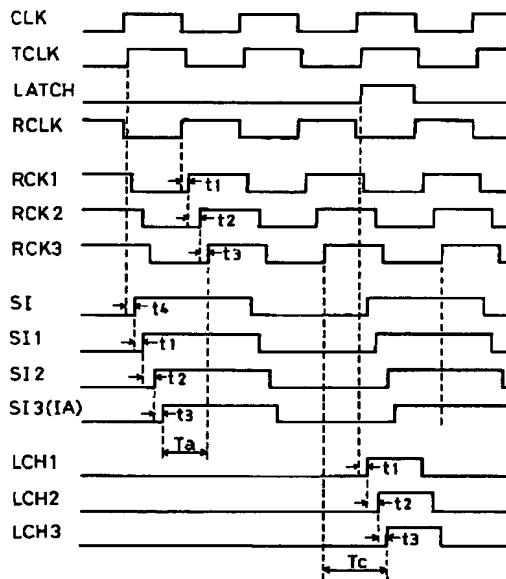 CLK
TCLK
LATCH
RCLK
RCK1
t1
RCK2
t2
RCK3
t3
SI
t4
SI1
t1
SI2
t2
SI3(IA)
t3
Ta
LCH1
t1
LCH2
t2
LCH3
t3
Tc